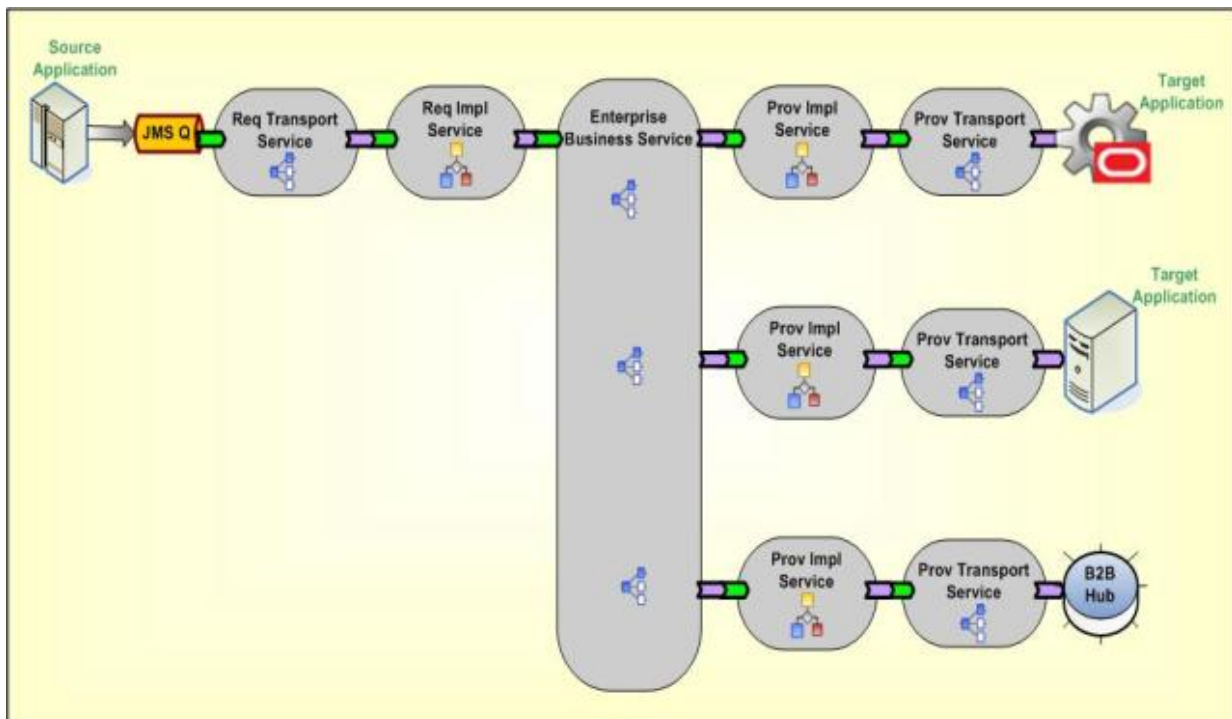 Source
Application
JMS Q
Req Transport
Service
Req Impl
Service
Enterprise
Business Service
Prov Impl
Service
Prov Transport
Service
Target
Application
Prov Impl
Service
Prov Transport
Service
Target
Application
Prov Impl
Service
Prov Transport
Service
B2B
Hub